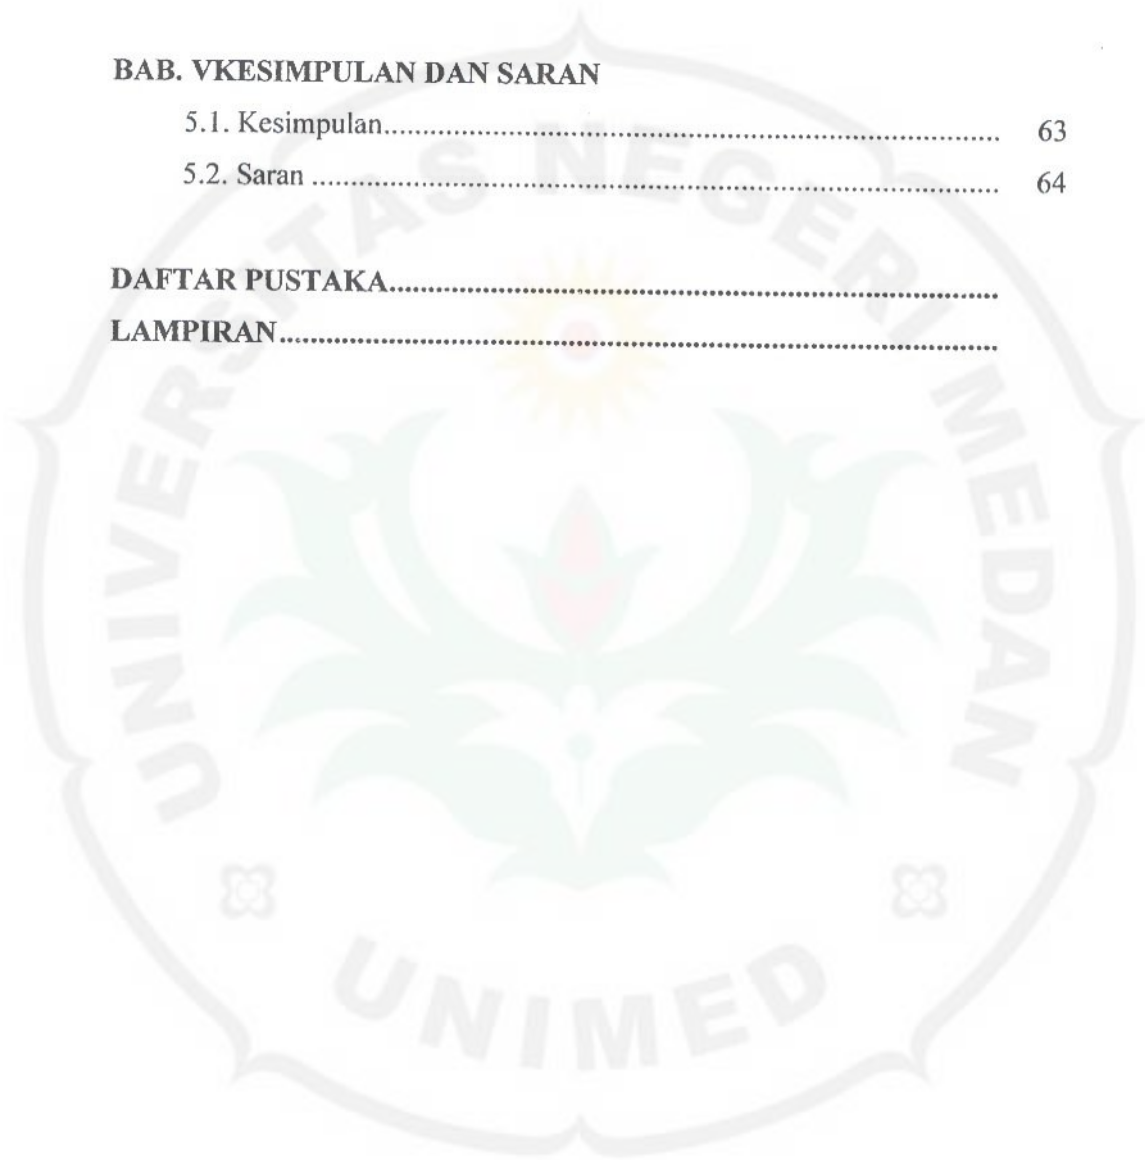 BAB. VKESIMPULAN DAN SARAN
5.1. Kesimpulan........................................................................ 63
5.2. Saran ................................................................................ 64
DAFTAR PUSTAKA.......................................................................
LAMPIRAN....................................................................................
UNIVERSITAS NEGERI MEDAN
UNIMED